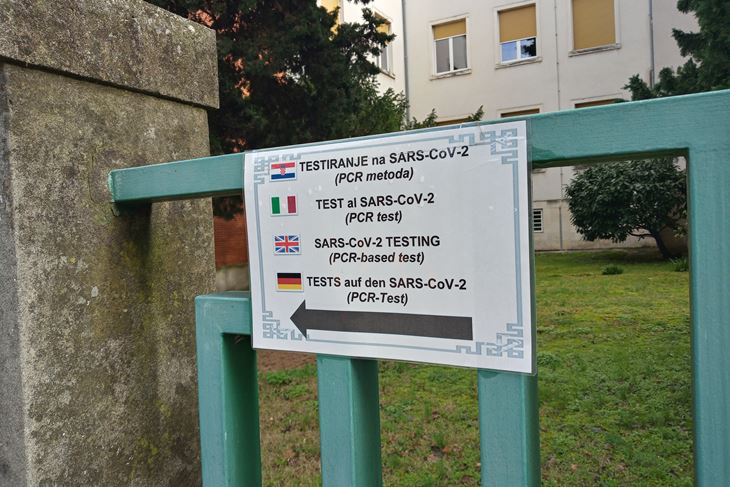 TESTIRANJE na SARS-CoV-2
(PCR metoda)
TEST al SARS-CoV-2
(PCR test)
SARS-CoV-2 TESTING
(PCR-based test)
TESTS auf den SARS-CoV-2
(PCR-Test)